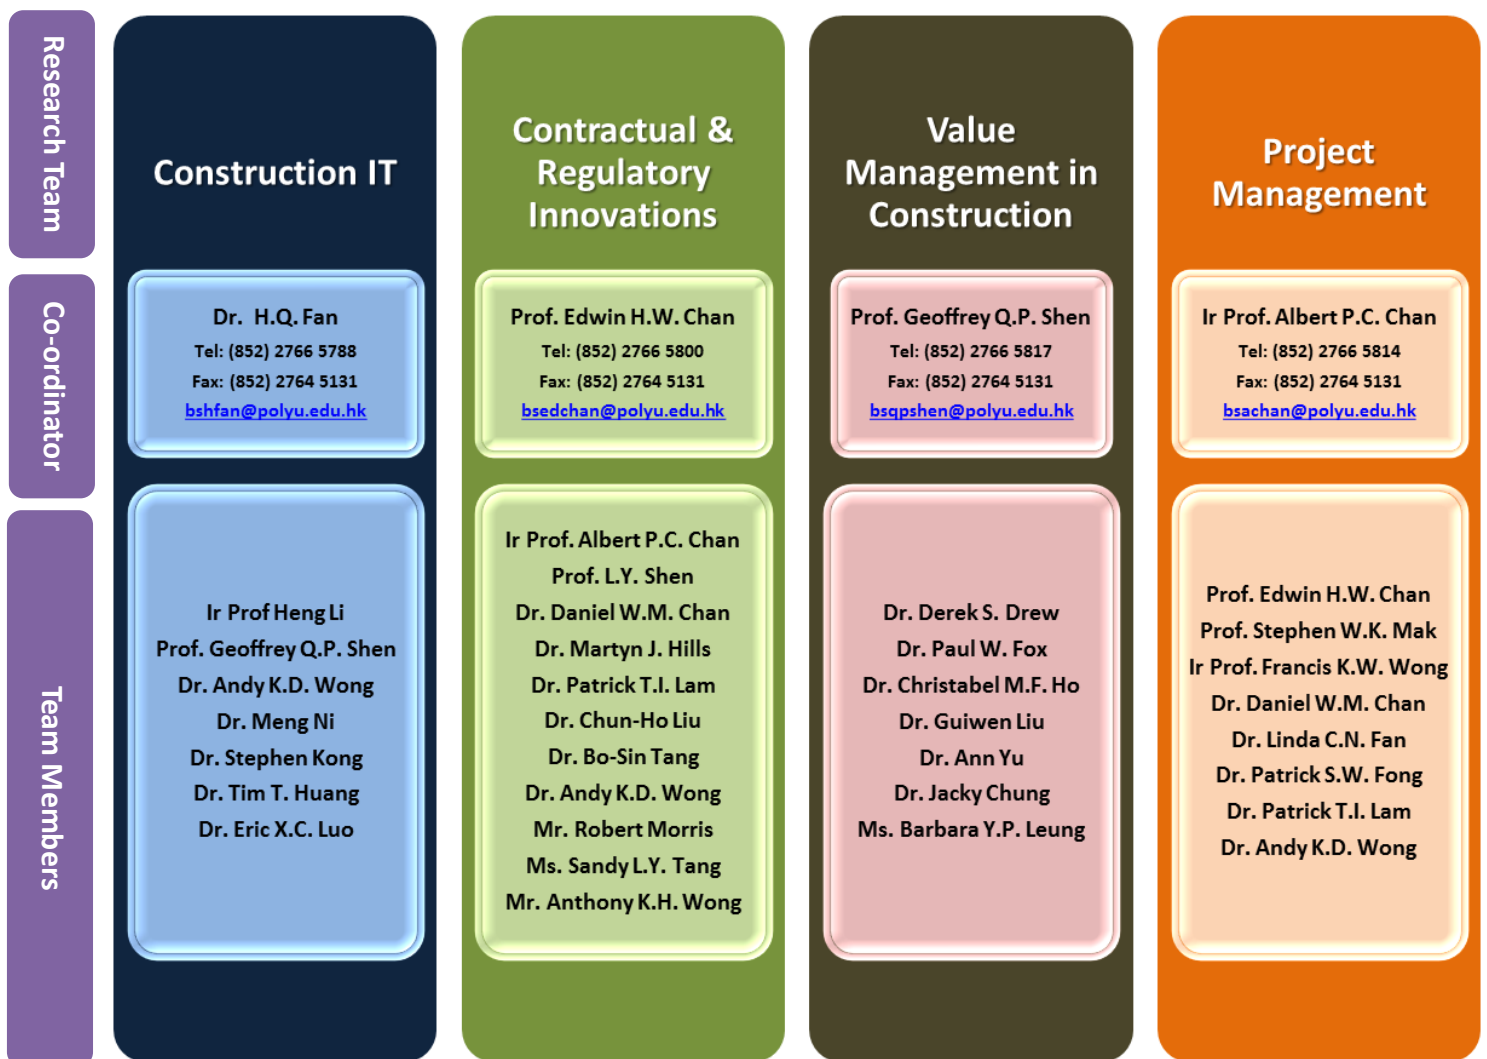 Research Team
Construction IT
Contractual &
Regulatory
Innovations
Value
Management in
Construction
Project
Management
Co-ordinator
Dr. H.Q. Fan
Tel: (852) 2766 5788
Fax: (852) 2764 5131
bshfan@polyu.edu.hk
Prof. Edwin H.W. Chan
Tel: (852) 2766 5800
Fax: (852) 2764 5131
bsedchan@polyu.edu.hk
Prof. Geoffrey Q.P. Shen
Tel: (852) 2766 5817
Fax: (852) 2764 5131
bsqpshen@polyu.edu.hk
Ir Prof. Albert P.C. Chan
Tel: (852) 2766 5814
Fax: (852) 2764 5131
bsachan@polyu.edu.hk
Team Members
Ir Prof Heng Li
Prof. Geoffrey Q.P. Shen
Dr. Andy K.D. Wong
Dr. Meng Ni
Dr. Stephen Kong
Dr. Tim T. Huang
Dr. Eric X.C. Luo
Ir Prof. Albert P.C. Chan
Prof. L.Y. Shen
Dr. Daniel W.M. Chan
Dr. Martyn J. Hills
Dr. Patrick T.I. Lam
Dr. Chun-Ho Liu
Dr. Bo-Sin Tang
Dr. Andy K.D. Wong
Mr. Robert Morris
Ms. Sandy L.Y. Tang
Mr. Anthony K.H. Wong
Dr. Derek S. Drew
Dr. Paul W. Fox
Dr. Christabel M.F. Ho
Dr. Guiwen Liu
Dr. Ann Yu
Dr. Jacky Chung
Ms. Barbara Y.P. Leung
Prof. Edwin H.W. Chan
Prof. Stephen W.K. Mak
Ir Prof. Francis K.W. Wong
Dr. Daniel W.M. Chan
Dr. Linda C.N. Fan
Dr. Patrick S.W. Fong
Dr. Patrick T.I. Lam
Dr. Andy K.D. Wong